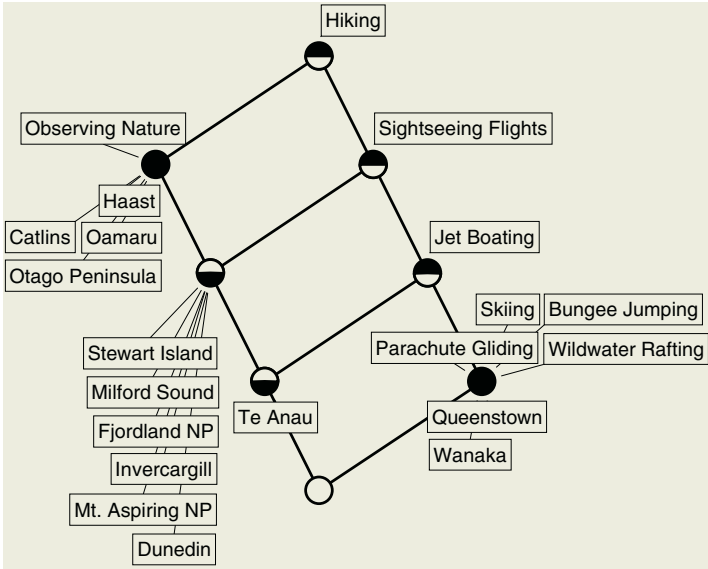 Hiking
Observing Nature
Sightseeing Flights
Haast
Catlins
Oamaru
Otago Peninsula
Jet Boating
Skiing
Bungee Jumping
Parachute Gliding
Wildwater Rafting
Stewart Island
Milford Sound
Te Anau
Queenstown
Fjordland NP
Wanaka
Invercargill
Mt. Aspiring NP
Dunedin